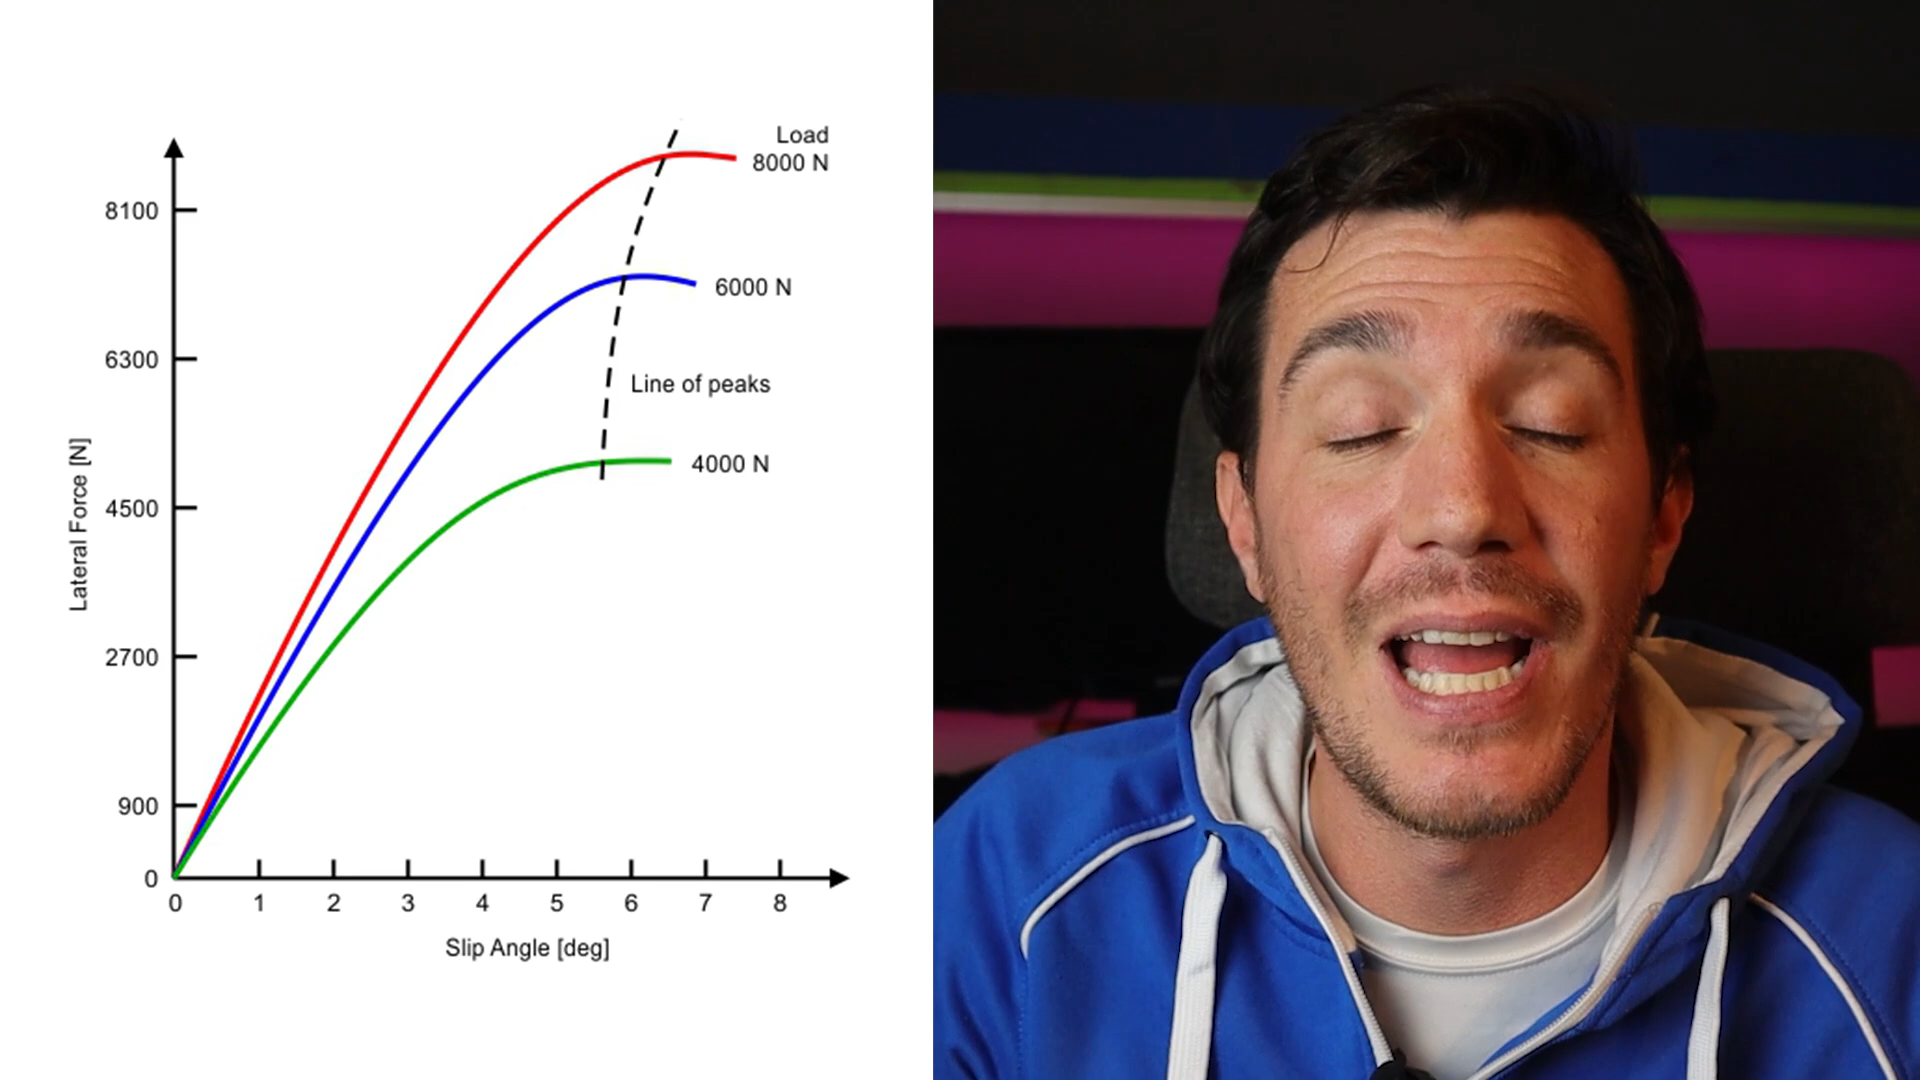 Load
8000 N
8100
6000 N
6300
Line of peaks
Lateral Force [N]
4000 N
4500
2700
900
0
0 1 2 3 4 5 6 7 8
Slip Angle [deg]